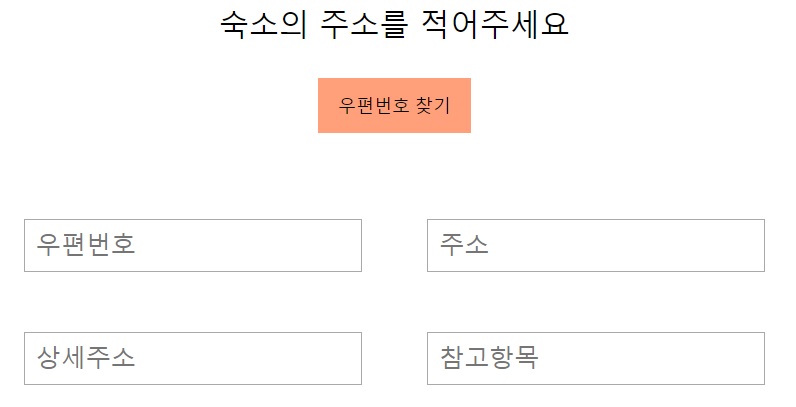 숙소의 주소를 적어주세요
우편번호 찾기
우편번호
주소
상세주소
참고항목